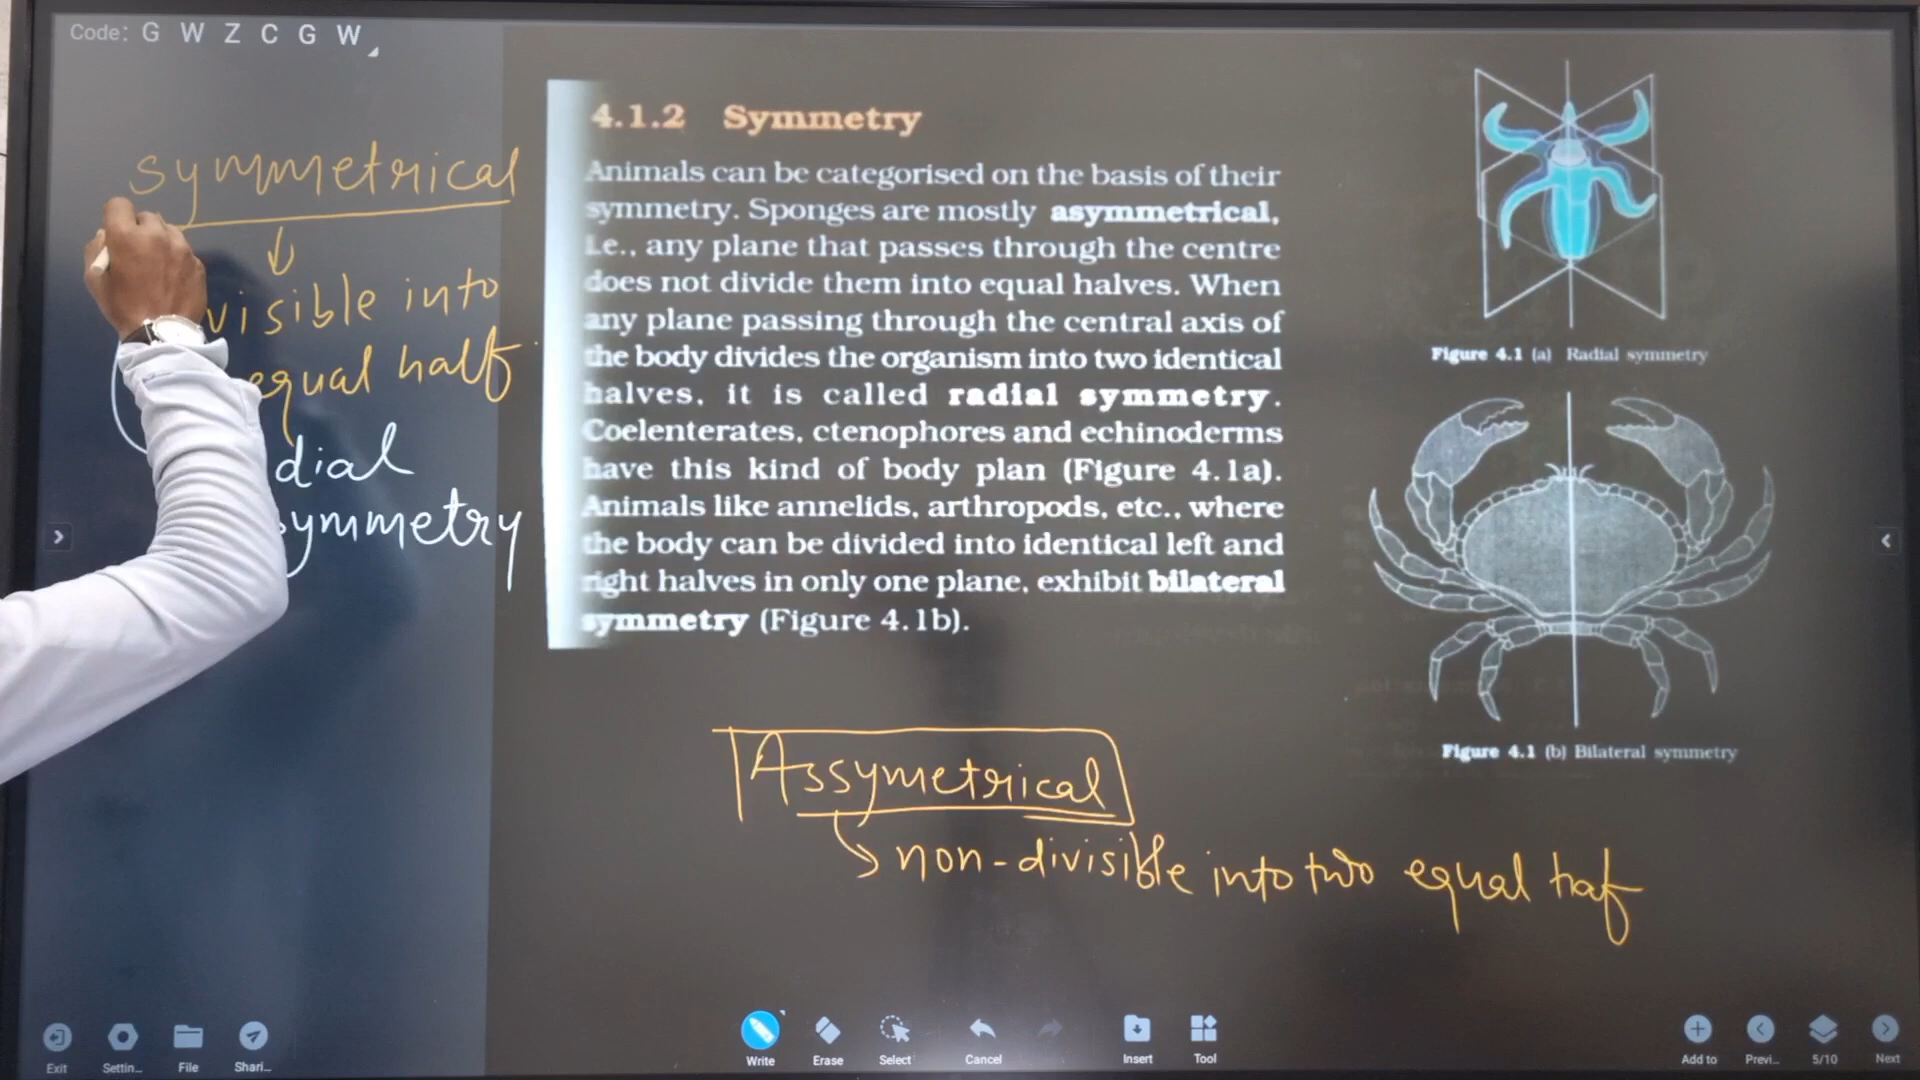 Code: G W Z C G W
symmetrical
visible into
equal half
dial
symmetry
4.1.2 Symmetry
Animals can be categorised on the basis of their
symmetry. Sponges are mostly asymmetrical,
i.e., any plane that passes through the centre
does not divide them into equal halves. When
any plane passing through the central axis of
the body divides the organism into two identical
halves, it is called radial symmetry.
Coelenterates, ctenophores and echinoderms
have this kind of body plan (Figure 4.1a).
Animals like annelids, arthropods, etc., where
the body can be divided into identical left and
right halves in only one plane, exhibit bilateral
symmetry (Figure 4.1b).
Figure 4.1 (a) Radial symmetry
Figure 4.1 (b) Bilateral symmetry
Assymetrical
non-divisible into two equal haf
Exit Settin... File Shari... Write Erase Select Cancel Insert Tool Add to Previ... 5/10 Next